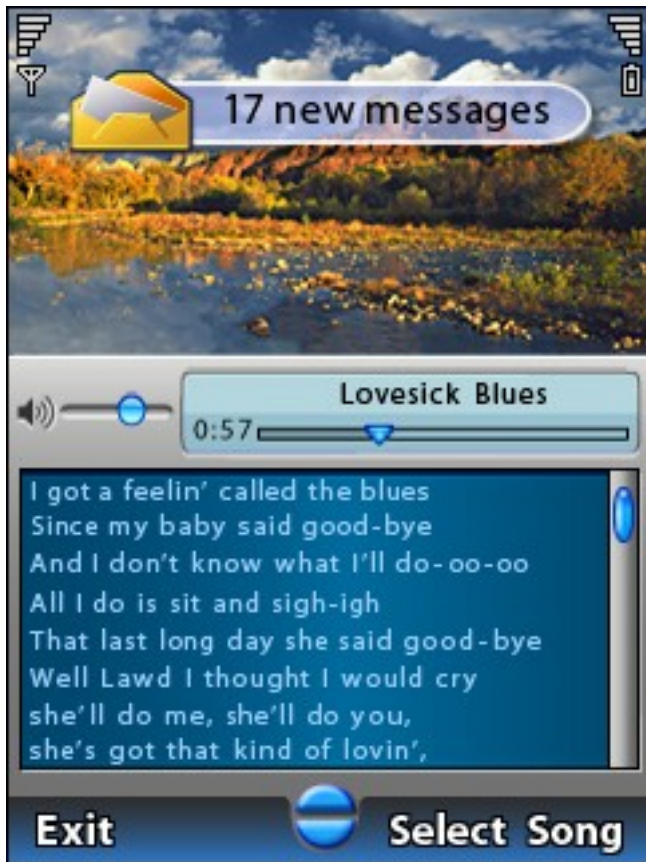 17 new messages
Lovesick Blues
0:57
I got a feelin' called the blues
Since my baby said good-bye
And I don't know what I'll do-oo-oo
All I do is sit and sigh-igh
That last long day she said good-bye
Well Lawd I thought I would cry
she'll do me, she'll do you,
she's got that kind of lovin',
Exit
Select Song